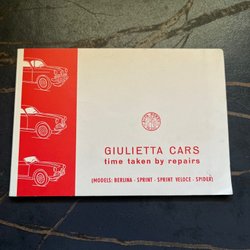 GIULIETTA CARS
time taken by repairs
(MODELS: BERLINA - SPRINT - SPRINT VELOCE - SPIDER)